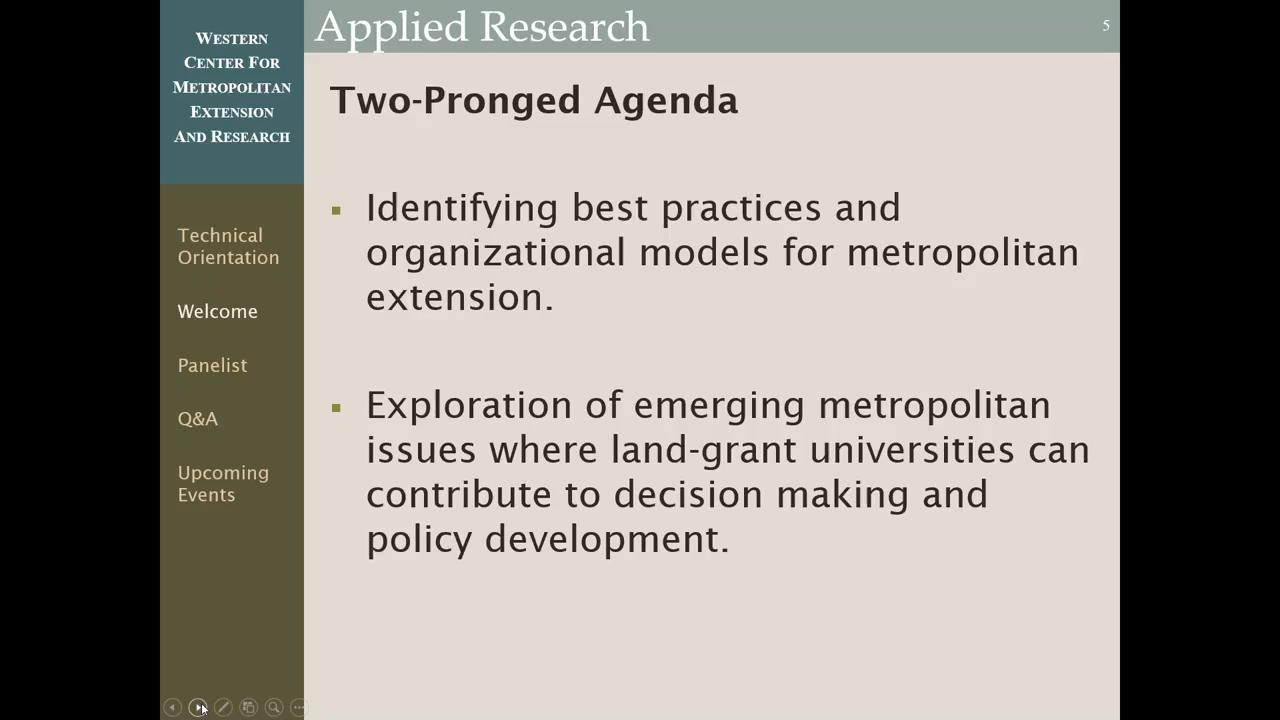 WESTERN
CENTER FOR
METROPOLITAN
EXTENSION
AND RESEARCH
Technical
Orientation
Welcome
Panelist
Q&A
Upcoming
Events
Applied Research
5
Two-Pronged Agenda
▪ Identifying best practices and
organizational models for metropolitan
extension.
▪ Exploration of emerging metropolitan
issues where land-grant universities can
contribute to decision making and
policy development.